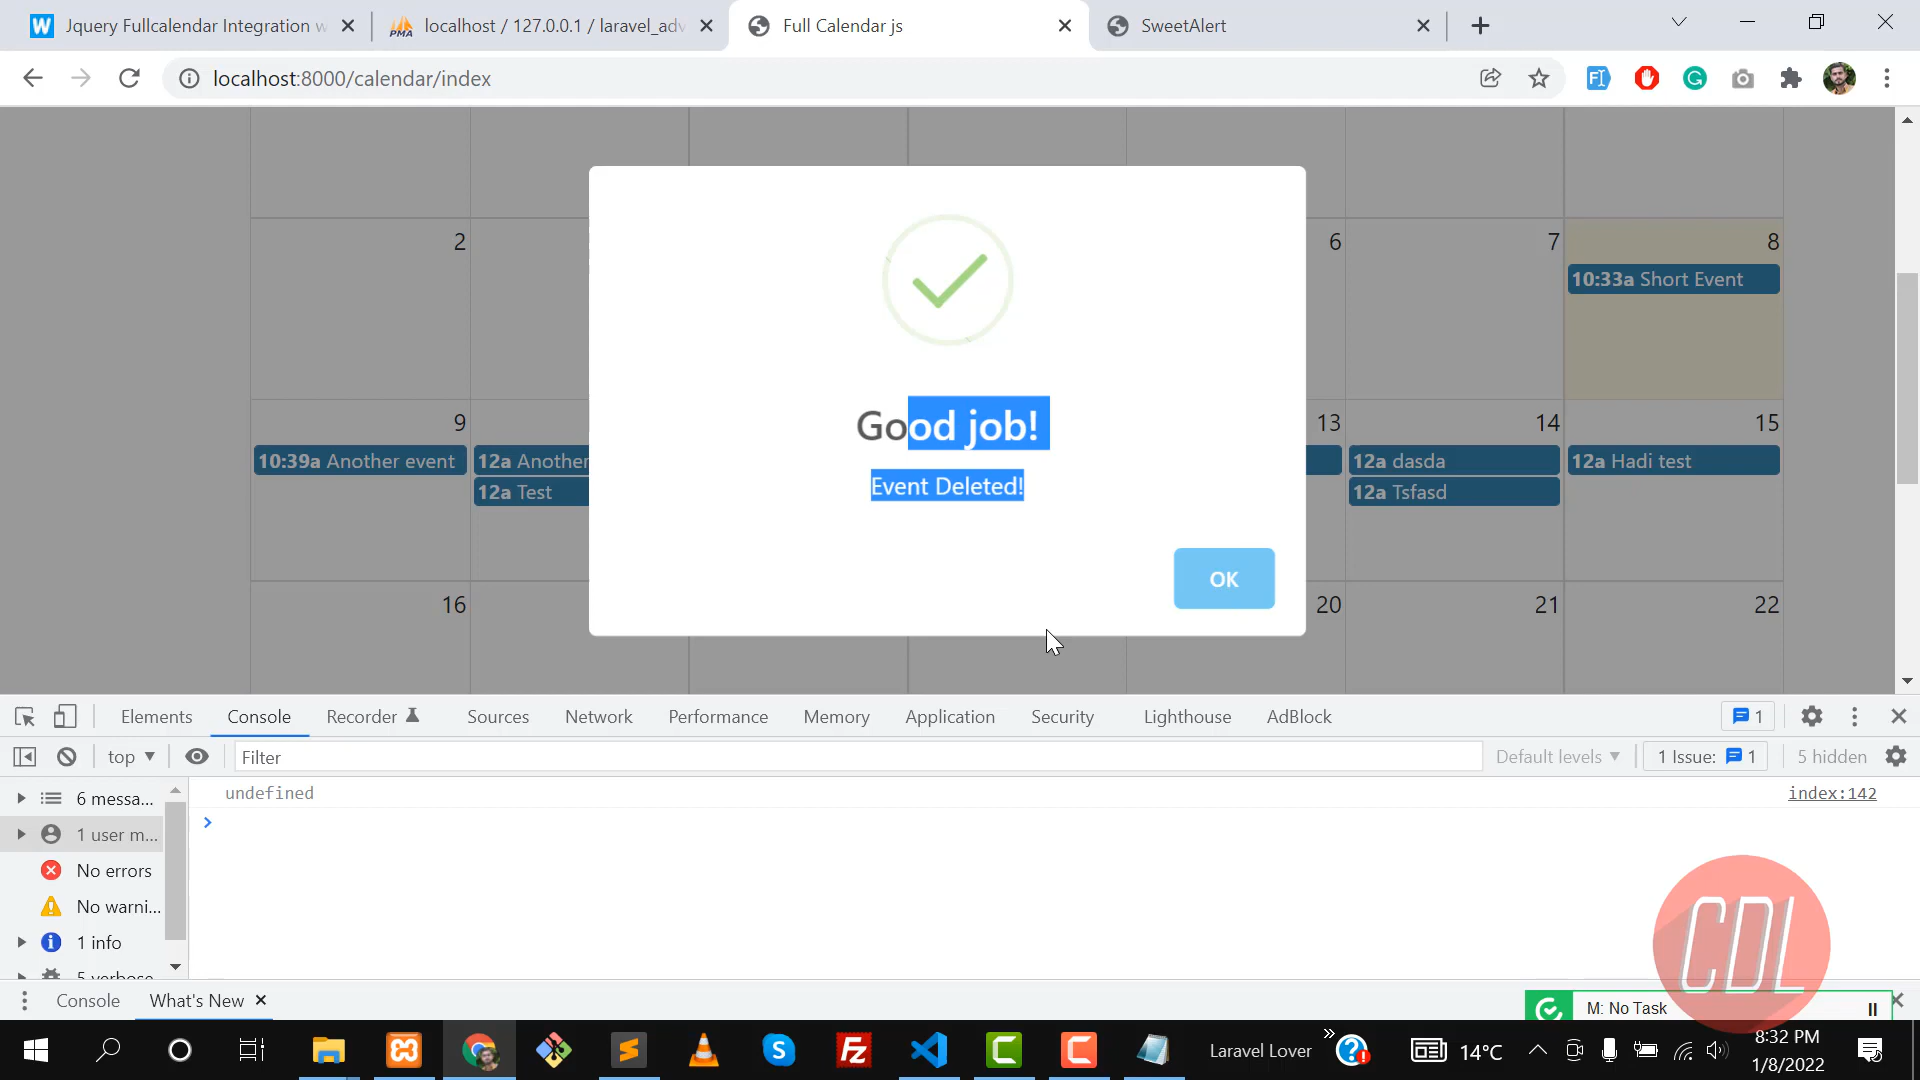 Jquery Fullcalendar Integration w
localhost / 127.0.0.1 / laravel_adv
Full Calendar js
SweetAlert
localhost:8000/calendar/index
2
6
7
8
10:33a Short Event
Good job!
Event Deleted!
OK
9
13
14
15
10:39a Another event
12a Another
12a dasda
12a Hadi test
12a Test
12a Tsfasd
16
20
21
22
Elements
Console
Recorder
Sources
Network
Performance
Memory
Application
Security
Lighthouse
AdBlock
1
top
Filter
Default levels
1 Issue:
1
5 hidden
6 messa...
undefined
index:142
1 user m...
No errors
No warni...
1 info
5 verbose
Console
What's New
M: No Task
CDL
Laravel Lover
14°C
8:32 PM
1/8/2022